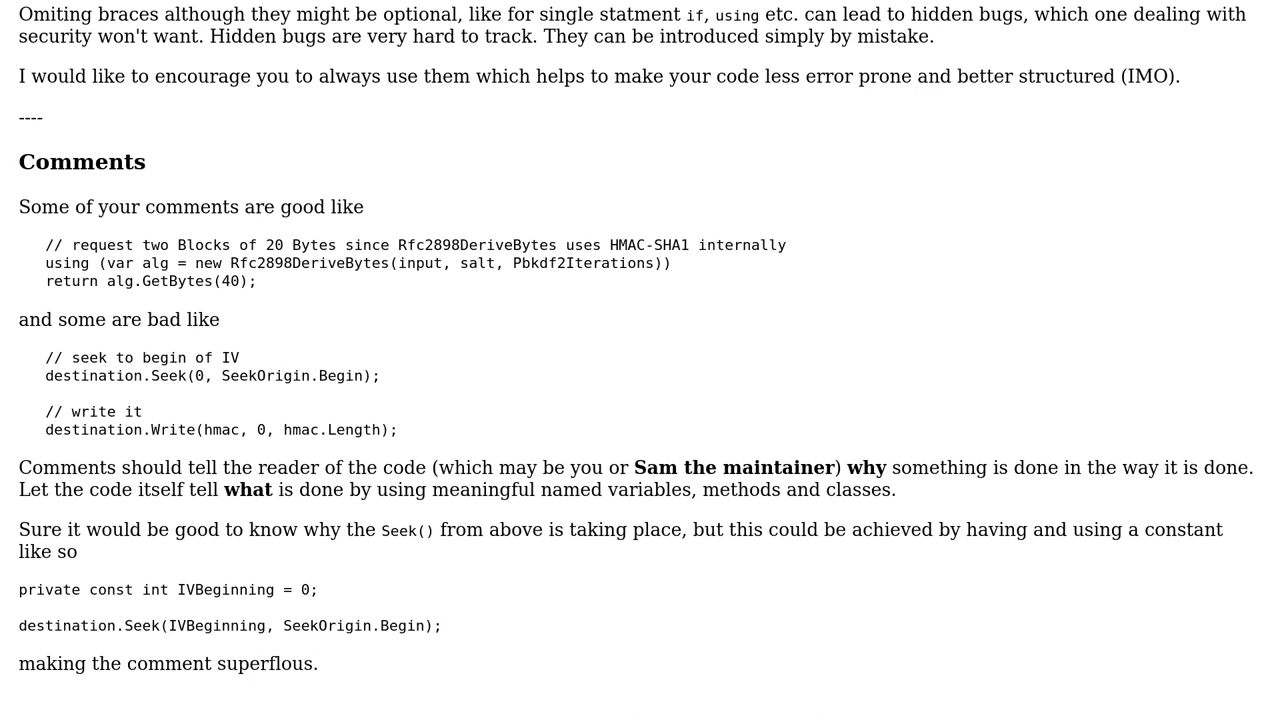 Omiting braces although they might be optional, like for single statment if, using etc. can lead to hidden bugs, which one dealing with
security won't want. Hidden bugs are very hard to track. They can be introduced simply by mistake.
I would like to encourage you to always use them which helps to make your code less error prone and better structured (IMO).
----
Comments
Some of your comments are good like
// request two Blocks of 20 Bytes since Rfc2898DeriveBytes uses HMAC-SHA1 internally
using (var alg = new Rfc2898DeriveBytes(input, salt, Pbkdf2Iterations))
return alg.GetBytes(40);
and some are bad like
// seek to begin of IV
destination.Seek(0, SeekOrigin.Begin);
// write it
destination.Write(hmac, 0, hmac.Length);
Comments should tell the reader of the code (which may be you or Sam the maintainer) why something is done in the way it is done.
Let the code itself tell what is done by using meaningful named variables, methods and classes.
Sure it would be good to know why the Seek() from above is taking place, but this could be achieved by having and using a constant
like so
private const int IVBeginning = 0;
destination.Seek(IVBeginning, SeekOrigin.Begin);
making the comment superflous.